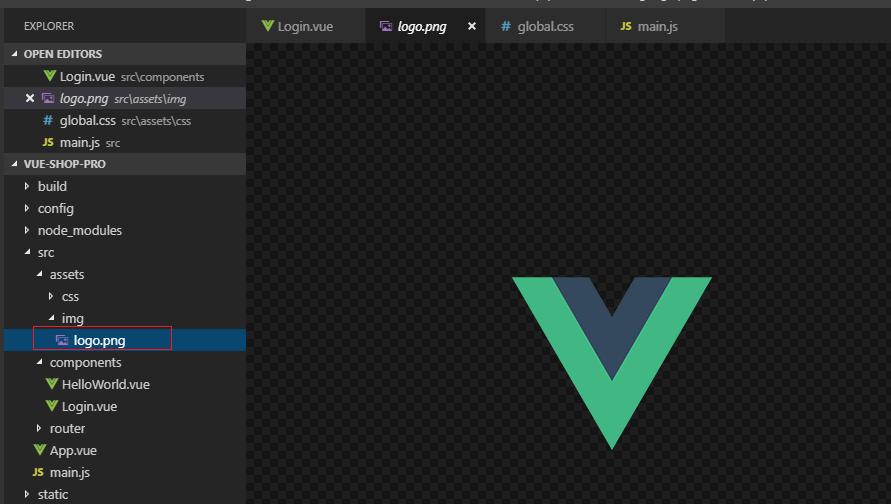 EXPLORER
Login.vue
logo.png
# global.css
JS main.js
OPEN EDITORS
Login.vue src\components
logo.png src\assets\img
# global.css src\assets\css
JS main.js src
VUE-SHOP-PRO
build
config
node_modules
src
assets
css
img
logo.png
components
HelloWorld.vue
Login.vue
router
App.vue
JS main.js
static